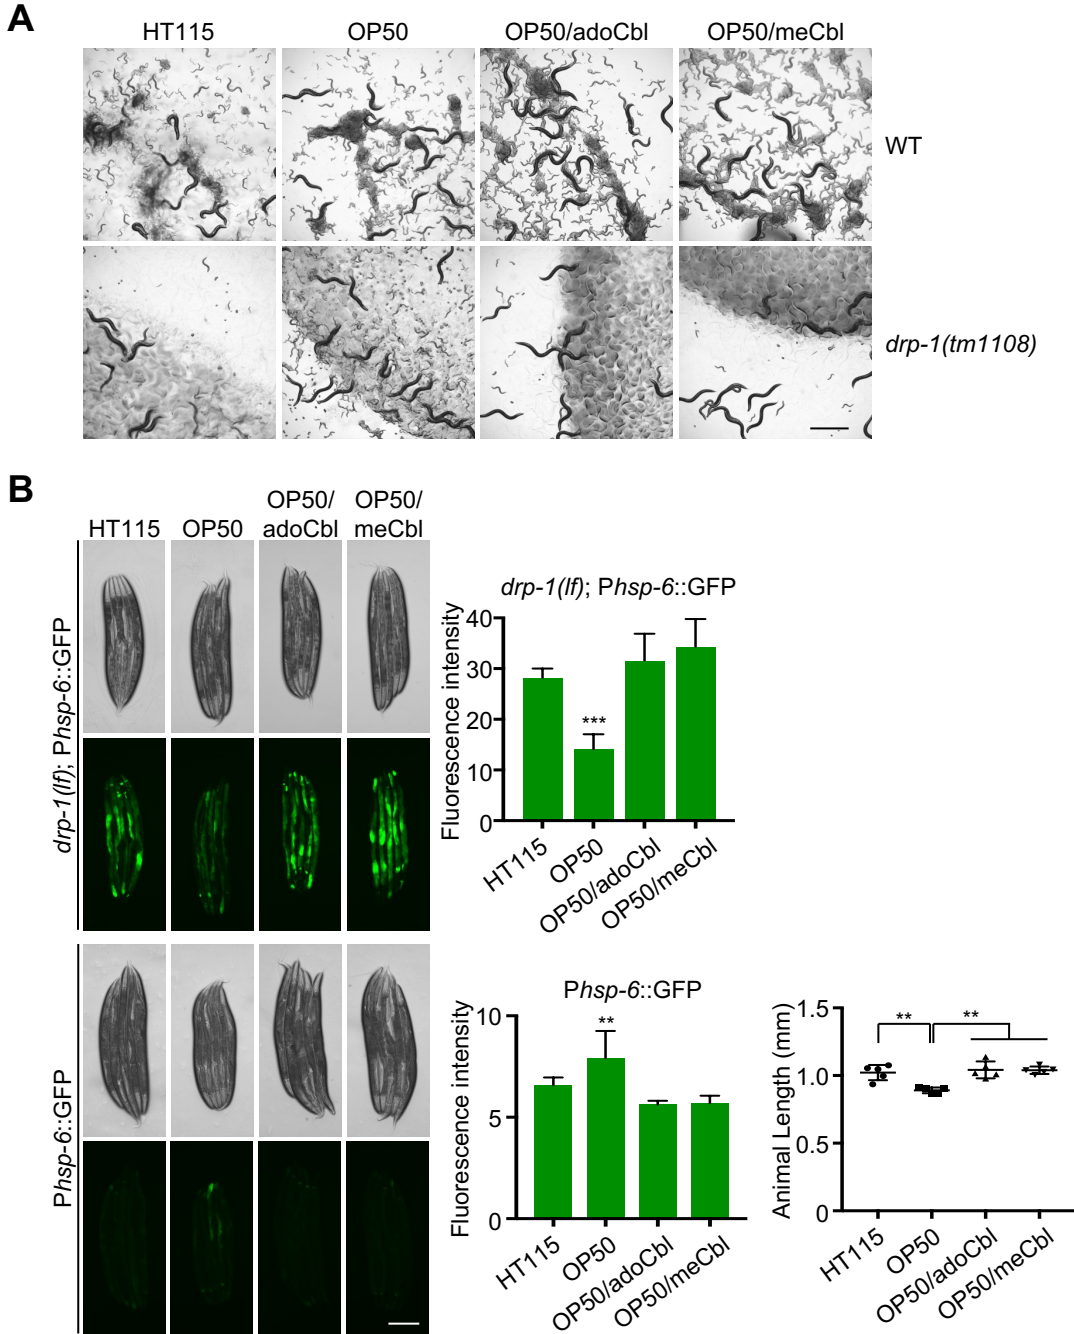 A
HT115
OP50
OP50/adoCbl
OP50/meCbl
WT
drp-1(tm1108)
B
HT115
OP50
OP50/
adoCbl
OP50/
meCbl
drp-1(lf); Phsp-6::GFP
Phsp-6::GFP
drp-1(lf); Phsp-6::GFP
Fluorescence intensity
40
30
20
10
0
***
HT115
OP50
OP50/adoCbl
OP50/meCbl
Phsp-6::GFP
Fluorescence intensity
10
5
0
**
HT115
OP50
OP50/adoCbl
OP50/meCbl
Animal Length (mm)
1.5
1.0
0.5
0
**
**
HT115
OP50
OP50/adoCbl
OP50/meCbl